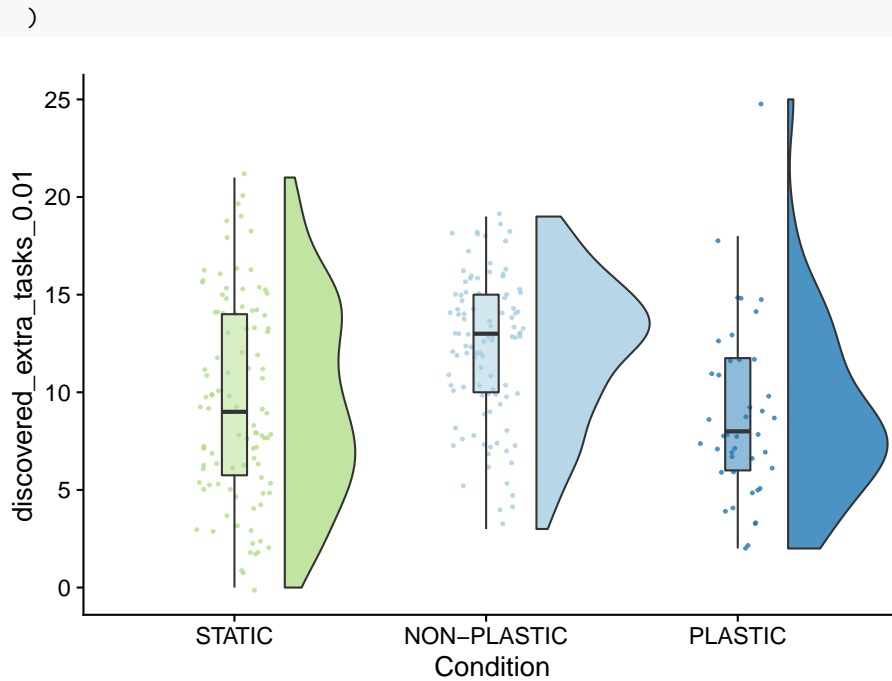 )
25
20
15
10
5
0
discovered_extra_tasks_0.01
STATIC
NON−PLASTIC
PLASTIC
Condition